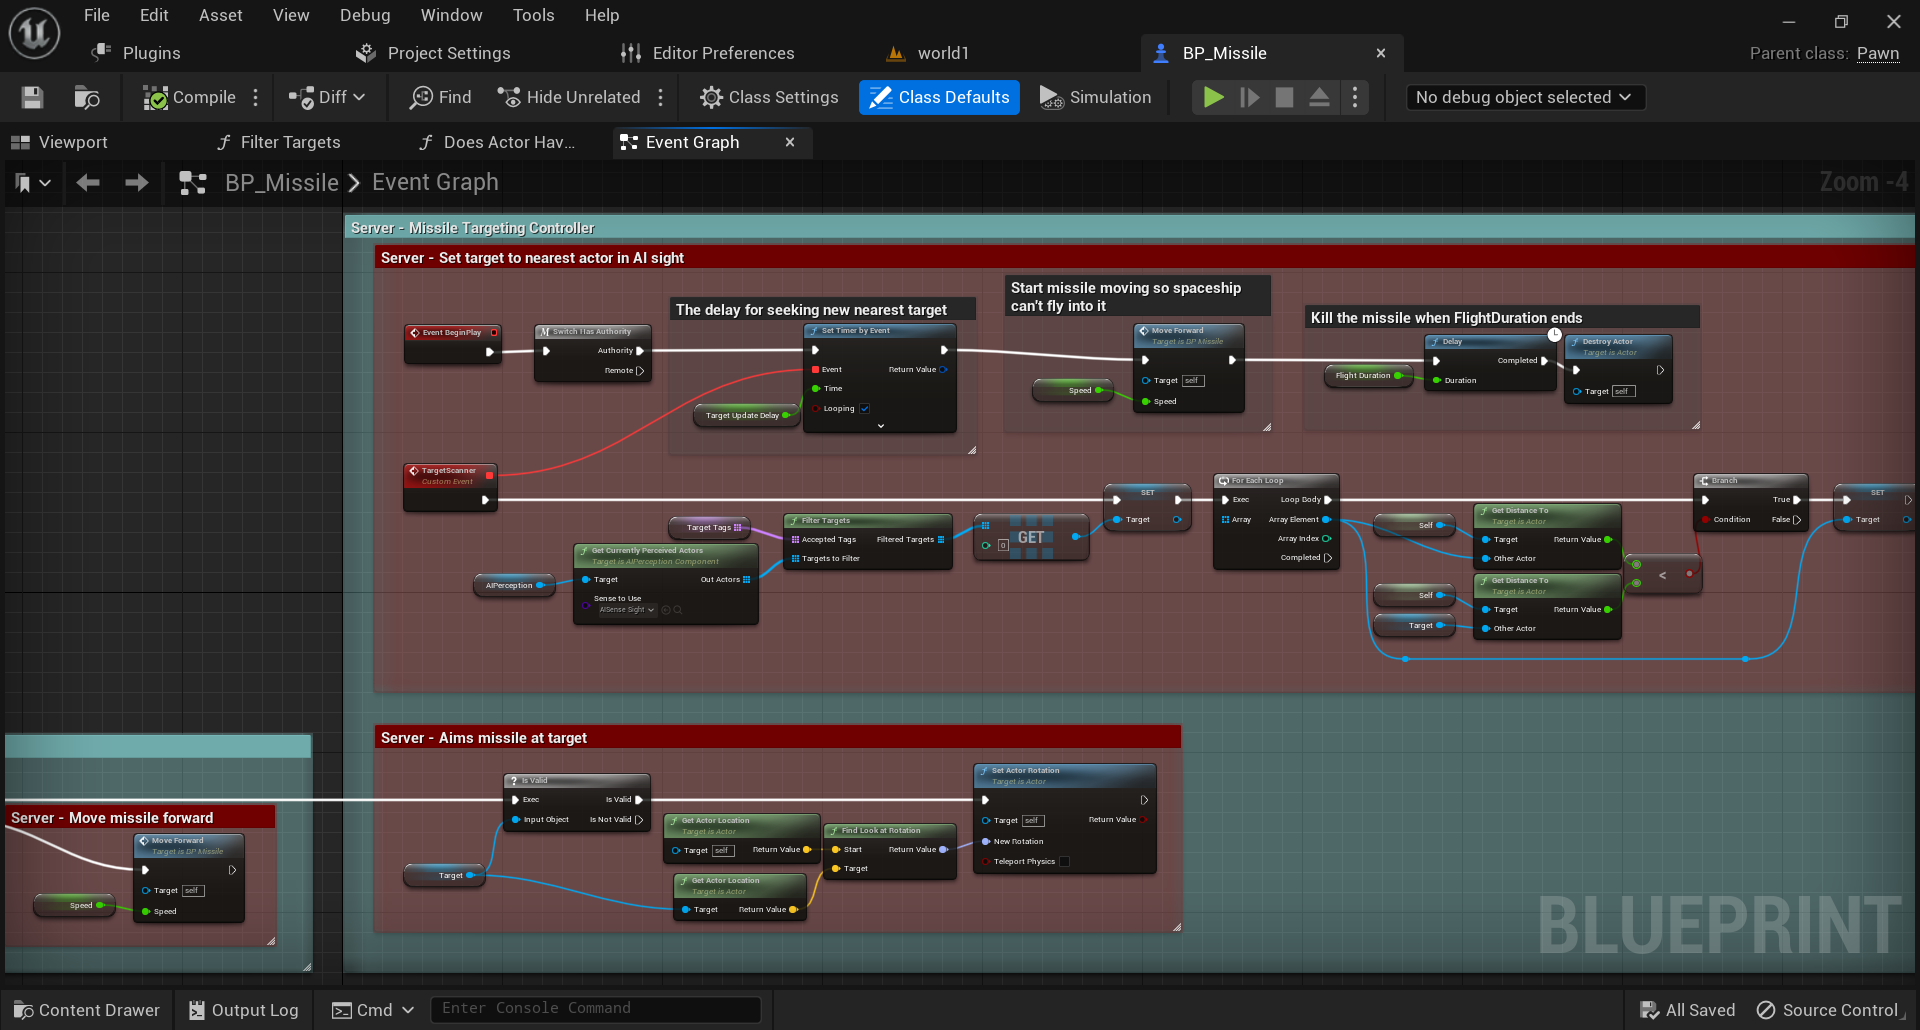 File Edit Asset View Debug Window Tools Help
Plugins Project Settings Editor Preferences world1 BP_Missile Parent class: Pawn
Compile Diff Find Hide Unrelated Class Settings Class Defaults Simulation No debug object selected
Viewport Filter Targets Does Actor Hav... Event Graph
BP_Missile Event Graph Zoom -4
Server - Missile Targeting Controller
Server - Set target to nearest actor in AI sight
The delay for seeking new nearest target
Start missile moving so spaceship
can't fly into it
Kill the missile when FlightDuration ends
Event BeginPlay
Switch Has Authority
Authority
Remote
Set Timer by Event
Event Return Value
Time
Looping
Target Update Delay
Move Forward
Target is BP Missile
Target self
Speed
Speed
Flight Duration
Delay
Completed
Duration
Destroy Actor
Target is Actor
Target self
TargetScanner
Custom Event
Target Tags
Filter Targets
Accepted Tags Filtered Targets
Targets to Filter
AIPerception
Get Currently Perceived Actors
Target is AIPerception Component
Target Out Actors
Sense to Use
AISense Sight
0 GET
SET
Target
For Each Loop
Exec Loop Body
Array Array Element
Array Index
Completed
Self
Get Distance To
Target is Actor
Target Return Value
Other Actor
Self
Target
Get Distance To
Target is Actor
Target Return Value
Other Actor
<
Branch
True
Condition False
SET
Target
Server - Aims missile at target
Is Valid
Exec Is Valid
Input Object Is Not Valid
Target
Get Actor Location
Target is Actor
Target self Return Value
Get Actor Location
Target is Actor
Target Return Value
Find Look at Rotation
Start Return Value
Target
Set Actor Rotation
Target is Actor
Target self Return Value
New Rotation
Teleport Physics
Server - Move missile forward
Move Forward
Target is BP Missile
Target self
Speed
Speed
BLUEPRINT
Content Drawer Output Log Cmd Enter Console Command All Saved Source Control